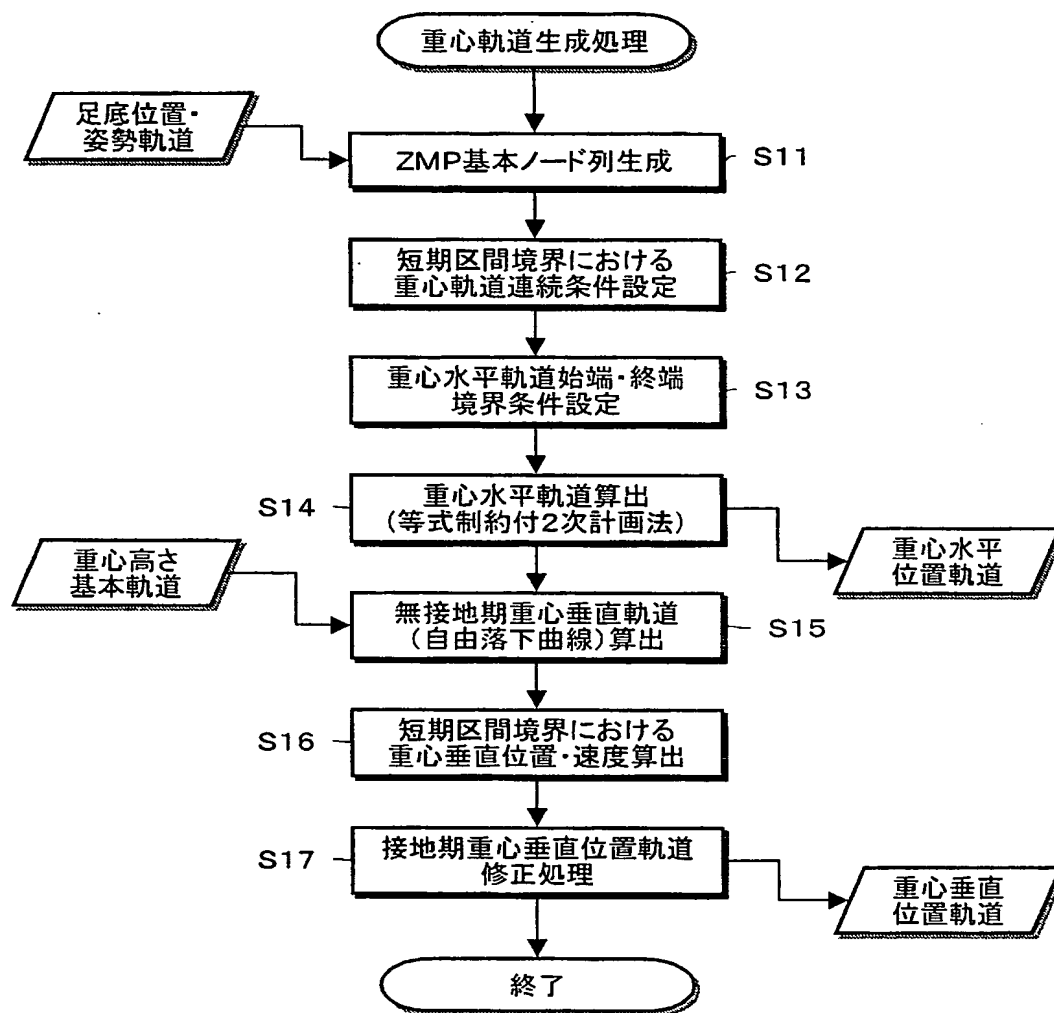 重心軌道生成処理
足底位置・
姿勢軌道
ZMP基本ノード列生成
S11
短期区間境界における
重心軌道連続条件設定
S12
重心水平軌道始端・終端
境界条件設定
S13
S14
重心水平軌道算出
(等式制約付2次計画法)
重心水平
位置軌道
重心高さ
基本軌道
無接地期重心垂直軌道
(自由落下曲線)算出
S15
S16
短期区間境界における
重心垂直位置・速度算出
S17
接地期重心垂直位置軌道
修正処理
重心垂直
位置軌道
終了